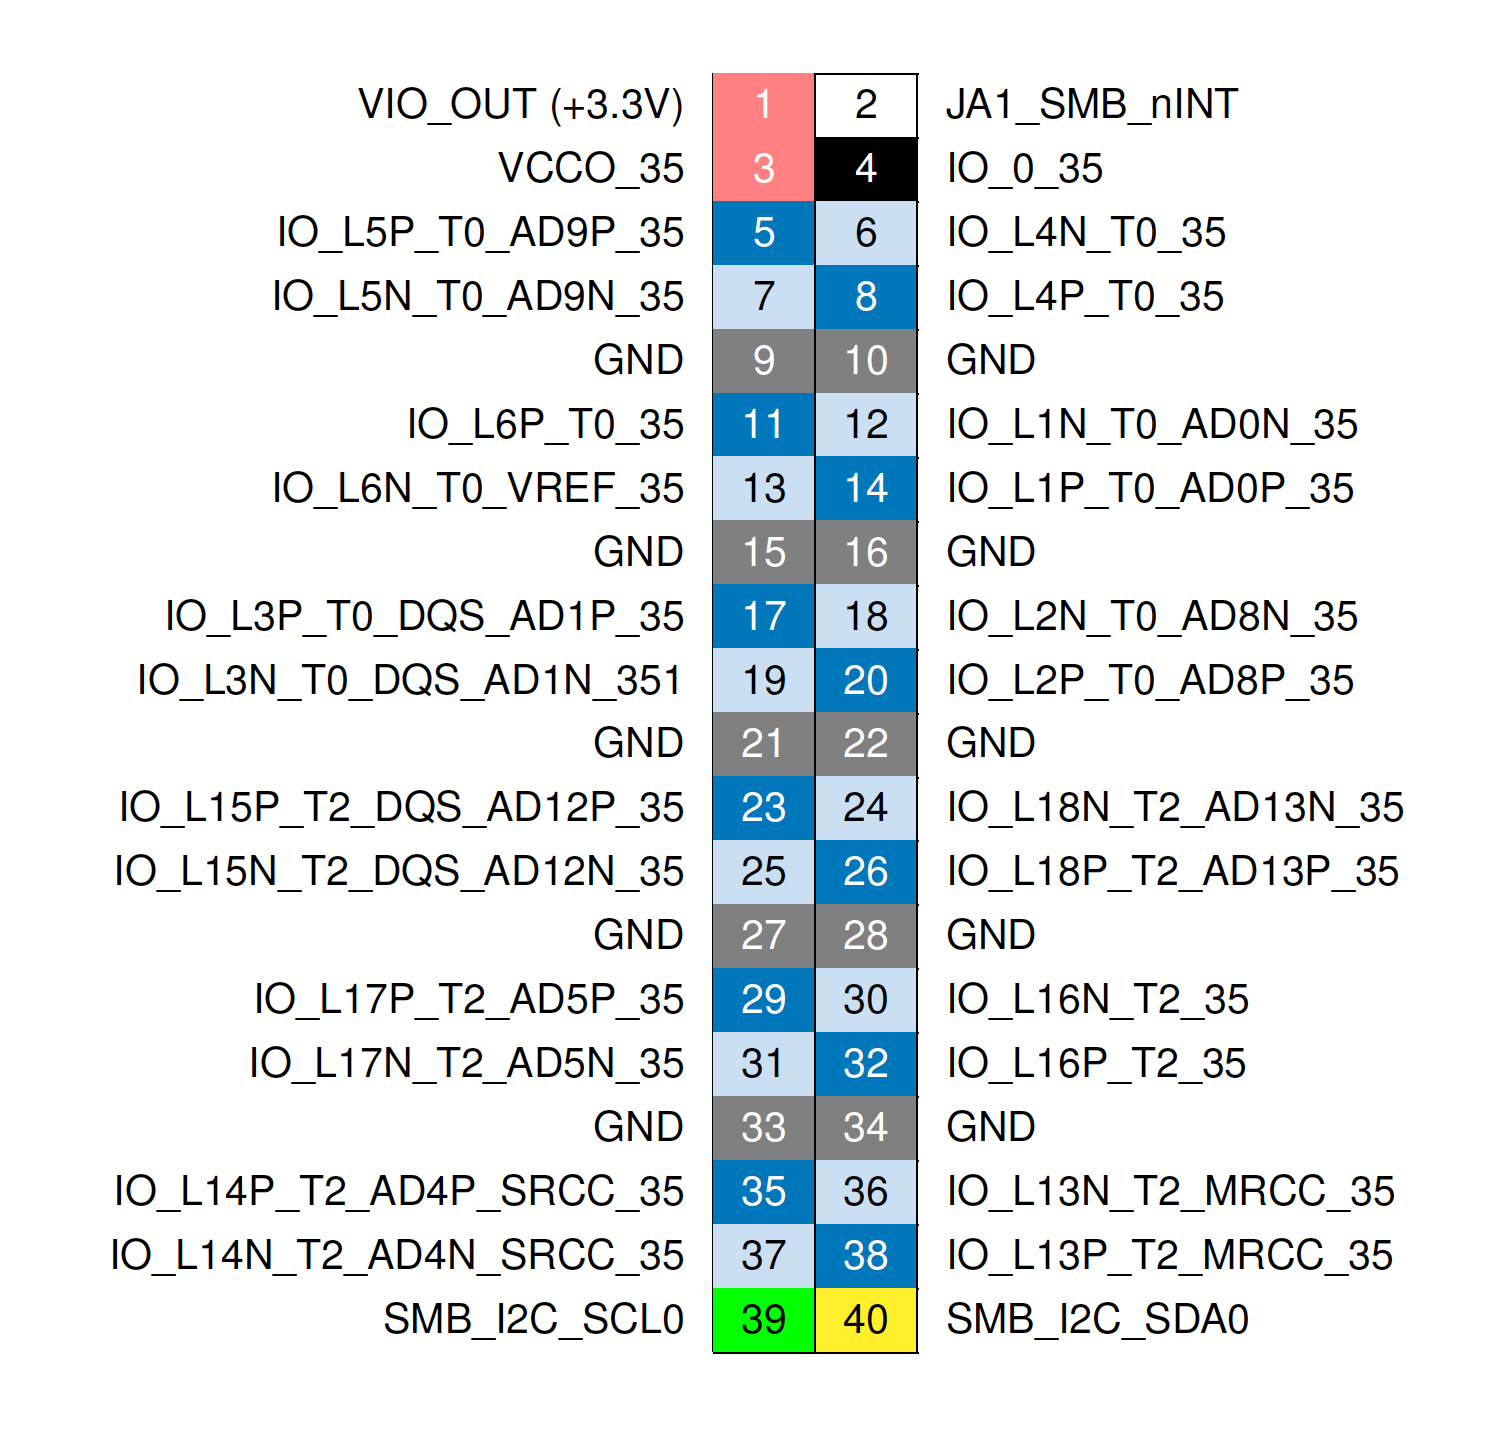 VIO_OUT (+3.3V) 1 2 JA1_SMB_nINT
VCCO_35 3 4 IO_0_35
IO_L5P_T0_AD9P_35 5 6 IO_L4N_T0_35
IO_L5N_T0_AD9N_35 7 8 IO_L4P_T0_35
GND 9 10 GND
IO_L6P_T0_35 11 12 IO_L1N_T0_AD0N_35
IO_L6N_T0_VREF_35 13 14 IO_L1P_T0_AD0P_35
GND 15 16 GND
IO_L3P_T0_DQS_AD1P_35 17 18 IO_L2N_T0_AD8N_35
IO_L3N_T0_DQS_AD1N_351 19 20 IO_L2P_T0_AD8P_35
GND 21 22 GND
IO_L15P_T2_DQS_AD12P_35 23 24 IO_L18N_T2_AD13N_35
IO_L15N_T2_DQS_AD12N_35 25 26 IO_L18P_T2_AD13P_35
GND 27 28 GND
IO_L17P_T2_AD5P_35 29 30 IO_L16N_T2_35
IO_L17N_T2_AD5N_35 31 32 IO_L16P_T2_35
GND 33 34 GND
IO_L14P_T2_AD4P_SRCC_35 35 36 IO_L13N_T2_MRCC_35
IO_L14N_T2_AD4N_SRCC_35 37 38 IO_L13P_T2_MRCC_35
SMB_I2C_SCL0 39 40 SMB_I2C_SDA0